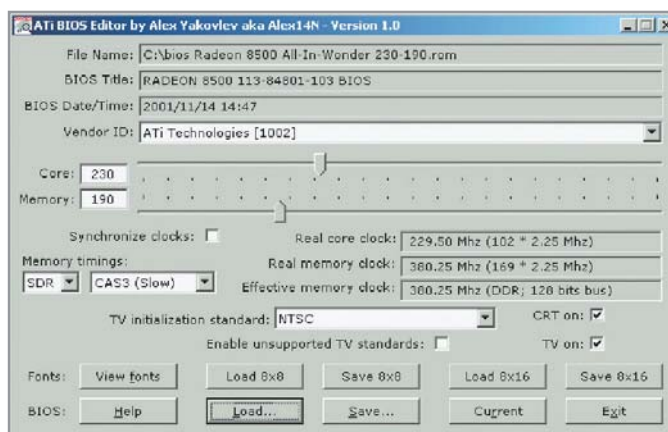 ATi BIOS Editor by Alex Yakovlev aka Alex14N - Version 1.0
File Name: C:\bios Radeon 8500 All-In-Wonder 230-190.rom
BIOS Title: RADEON 8500 113-84801-103 BIOS
BIOS Date/Time: 2001/11/14 14:47
Vendor ID: ATi Technologies [1002]
Core: 230
Memory: 190
Synchronize clocks:
Real core clock: 229.50 Mhz (102 * 2.25 Mhz)
Memory timings:
Real memory clock: 380.25 Mhz (169 * 2.25 Mhz)
SDR CAS3 (Slow)
Effective memory clock: 380.25 Mhz (DDR; 128 bits bus)
TV initialization standard: NTSC
CRT on:
Enable unsupported TV standards:
TV on:
Fonts: View fonts Load 8x8 Save 8x8 Load 8x16 Save 8x16
BIOS: Help Load... Save... Current Exit